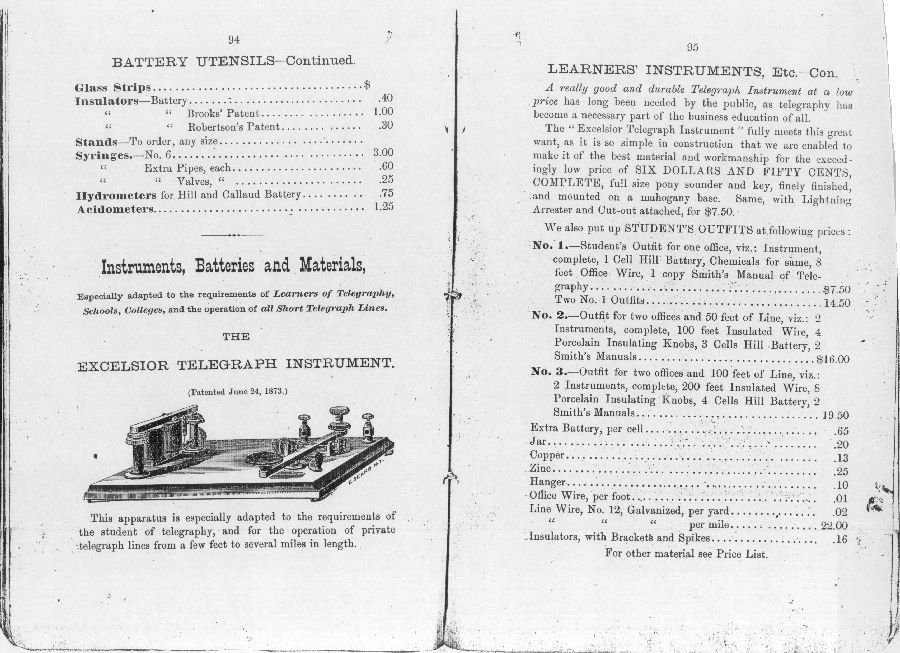 94
BATTERY UTENSILS—Continued.
Glass Strips....................................$
Insulators—Battery.............................. .40
“ “ Brooks' Patent.................. 1.00
“ “ Robertson's Patent.............. .30
Stands—To order, any size........................
Syringes.—No. 6.................................. 3.00
“ Extra Pipes, each...................... .60
“ “ Valves, “ ...................... .25
Hydrometers for Hill and Callaud Battery.......... .75
Acidometers..................................... 1.25
Instruments, Batteries and Materials,
Especially adapted to the requirements of Learners of Telegraphy,
Schools, Colleges, and the operation of all Short Telegraph Lines.
THE
EXCELSIOR TELEGRAPH INSTRUMENT.
(Patented June 24, 1873.)
This apparatus is especially adapted to the requirements of
the student of telegraphy, and for the operation of private
telegraph lines from a few feet to several miles in length.
95
LEARNERS' INSTRUMENTS, Etc.—Con.
A really good and durable Telegraph Instrument at a low
price has long been needed by the public, as telegraphy has
become a necessary part of the business education of all.
The “Excelsior Telegraph Instrument” fully meets this great
want, as it is so simple in construction that we are enabled to
make it of the best material and workmanship for the exceed-
ingly low price of SIX DOLLARS AND FIFTY CENTS,
COMPLETE, full size pony sounder and key, finely finished,
and mounted on a mahogany base. Same, with Lightning
Arrester and Cut-out attached, for $7.50.
We also put up STUDENT'S OUTFITS at following prices:
No. 1.—Student's Outfit for one office, viz.: Instrument,
complete, 1 Cell Hill Battery, Chemicals for same, 8
feet Office Wire, 1 copy Smith's Manual of Tele-
graphy........................................$7.50
Two No. 1 Outfits.............................14.50
No. 2.—Outfit for two offices and 50 feet of Line, viz.: 2
Instruments, complete, 100 feet Insulated Wire, 4
Porcelain Insulating Knobs, 3 Cells Hill Battery, 2
Smith's Manuals..............................$16.00
No. 3.—Outfit for two offices and 100 feet of Line, viz.:
2 Instruments, complete, 200 feet Insulated Wire, 8
Porcelain Insulating Knobs, 4 Cells Hill Battery, 2
Smith's Manuals.............................. 19.50
Extra Battery, per cell............................ .65
Jar............................................... .20
Copper............................................ .13
Zinc.............................................. .25
Hanger............................................ .10
Office Wire, per foot............................... .01
Line Wire, No. 12, Galvanized, per yard.............. .02
“ “ “ per mile.............. 22.00
Insulators, with Brackets and Spikes.................. .16
For other material see Price List.